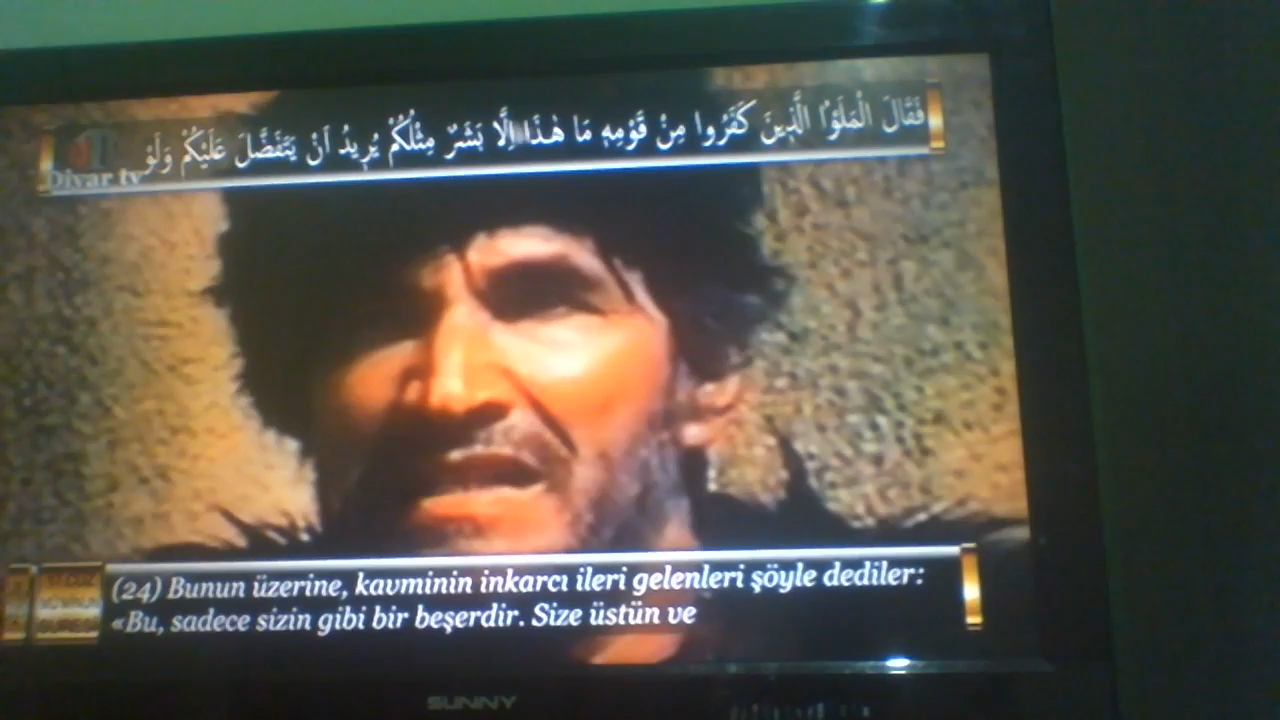 فَقَالَ الْمَلَؤُا الَّذِينَ كَفَرُوا مِنْ قَوْمِهِ مَا هٰذَا اِلَّا بَشَرٌ مِثْلُكُمْ يُرِيدُ اَنْ يَتَفَضَّلَ عَلَيْكُمْ وَلَوْ
Divar tv
(24) Bunun üzerine, kavminin inkarcı ileri gelenleri şöyle dediler:
«Bu, sadece sizin gibi bir beşerdir. Size üstün ve
SUNNY